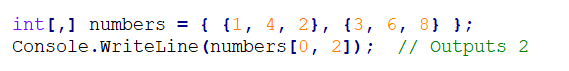 int[,] numbers = { {1, 4, 2}, {3, 6, 8} };
Console.WriteLine(numbers[0, 2]);  // Outputs 2